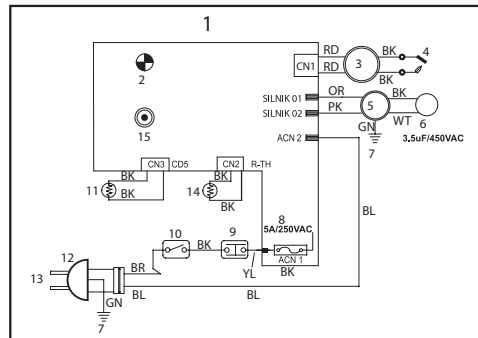 1
RD BK 4
CN1 3
RD BK
2
SILNIK 01 OR BK
5 6
SILNIK 02 PK WT
GN 3.5uF/450VAC
15
ACN 2 7
CN3 CD5 CN2 R-TH
BK BK
11 BK 14 BK
BL
8
5A/250VAC
10 9
BK
ACN 1
12 BR YL BK
13
GN BL BL
7